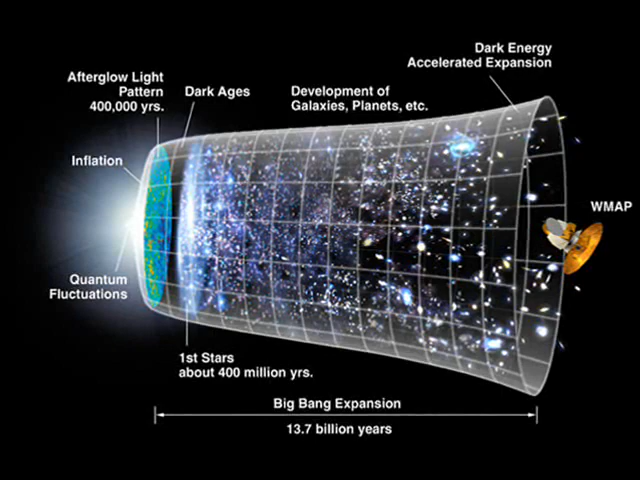 Dark Energy
Accelerated Expansion
Afterglow Light
Pattern
400,000 yrs.
Dark Ages
Development of
Galaxies, Planets, etc.
Inflation
WMAP
Quantum
Fluctuations
1st Stars
about 400 million yrs.
Big Bang Expansion
13.7 billion years